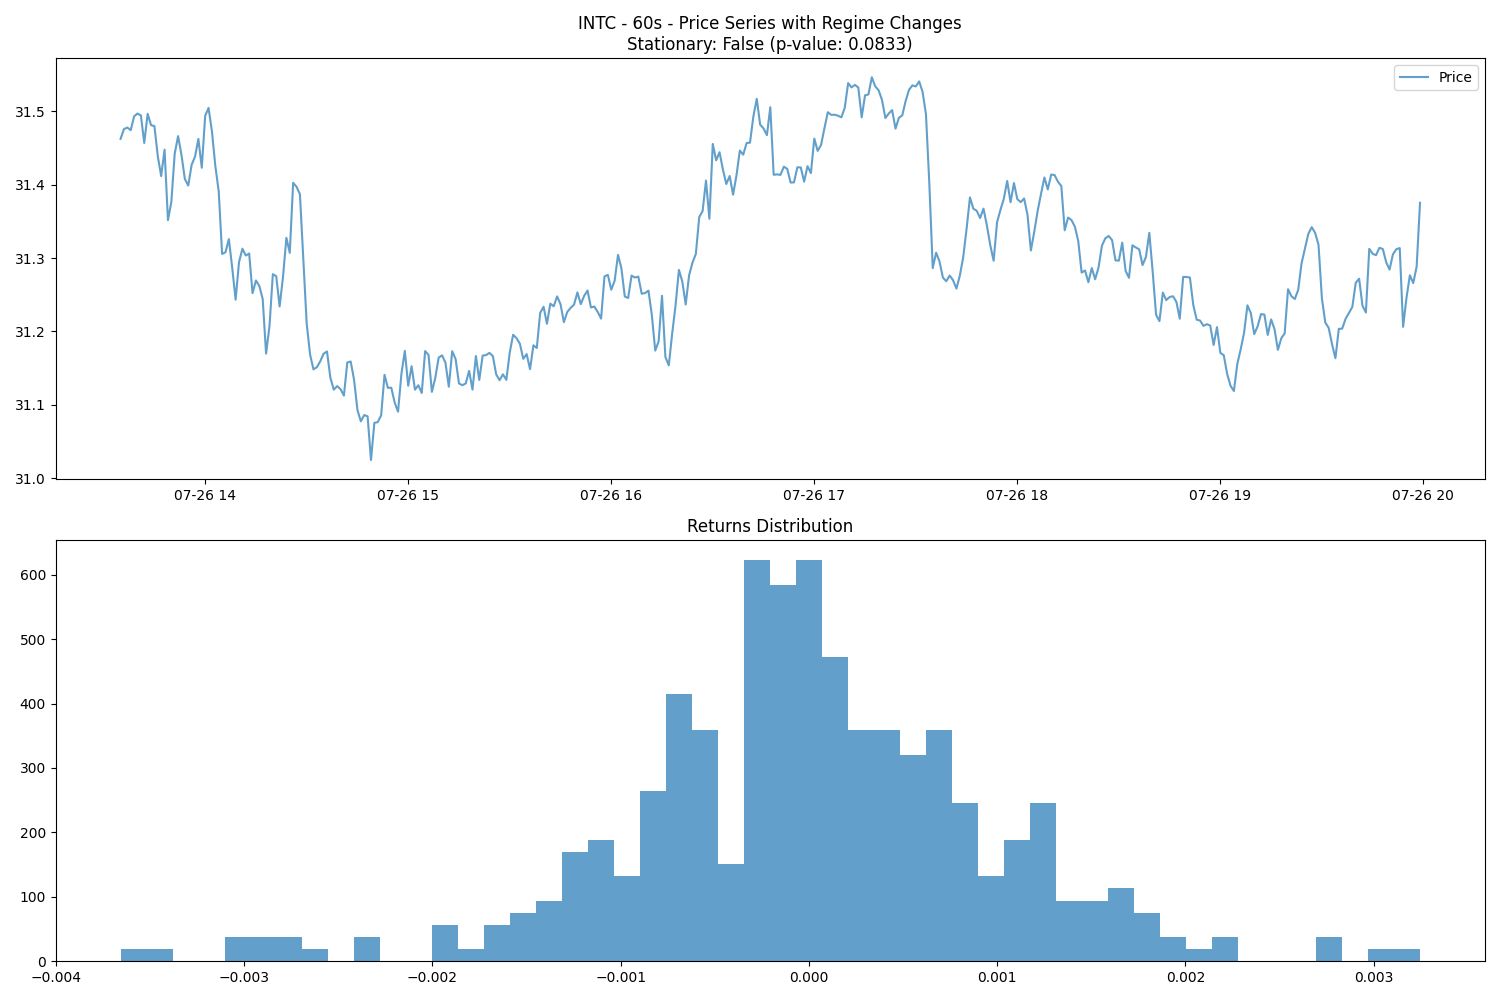 INTC - 60s - Price Series with Regime Changes
Stationary: False (p-value: 0.0833)
Price
31.5
31.4
31.3
31.2
31.1
31.0
07-26 14 07-26 15 07-26 16 07-26 17 07-26 18 07-26 19 07-26 20
Returns Distribution
600
500
400
300
200
100
0
−0.004 −0.003 −0.002 −0.001 0.000 0.001 0.002 0.003